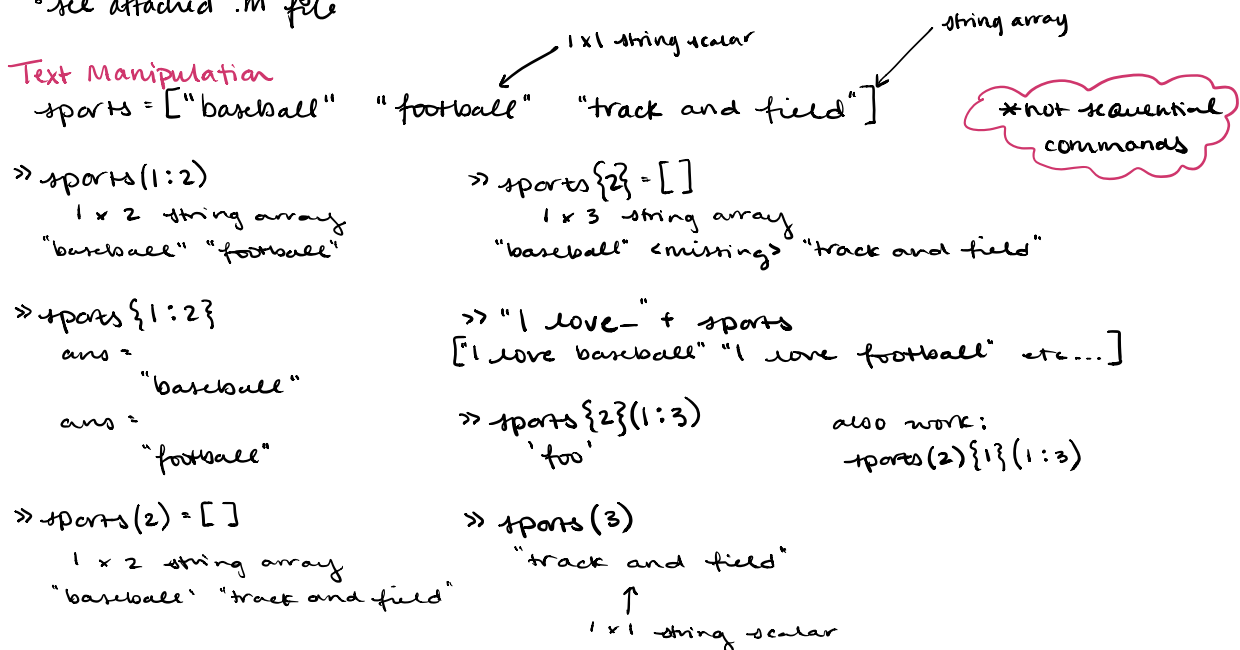 *see attached .m file
string array
1x1 string scalar
Text Manipulation
sports = ["baseball" "football" "track and field"]
*not sequential
commands
>> sports(1:2)
1 x 2 string array
"baseball" "football"
>> sports{1:2}
ans =
"baseball"
ans =
"football"
>> sports(2) = []
1 x 2 string array
"baseball" "track and field"
>> sports{2} = []
1 x 3 string array
"baseball" <missing> "track and field"
>> "I love_" + sports
["I love baseball" "I love football" etc...]
>> sports{2}(1:3)
'foo'
also work:
sports(2){1}(1:3)
>> sports(3)
"track and field"
1 x 1 string scalar